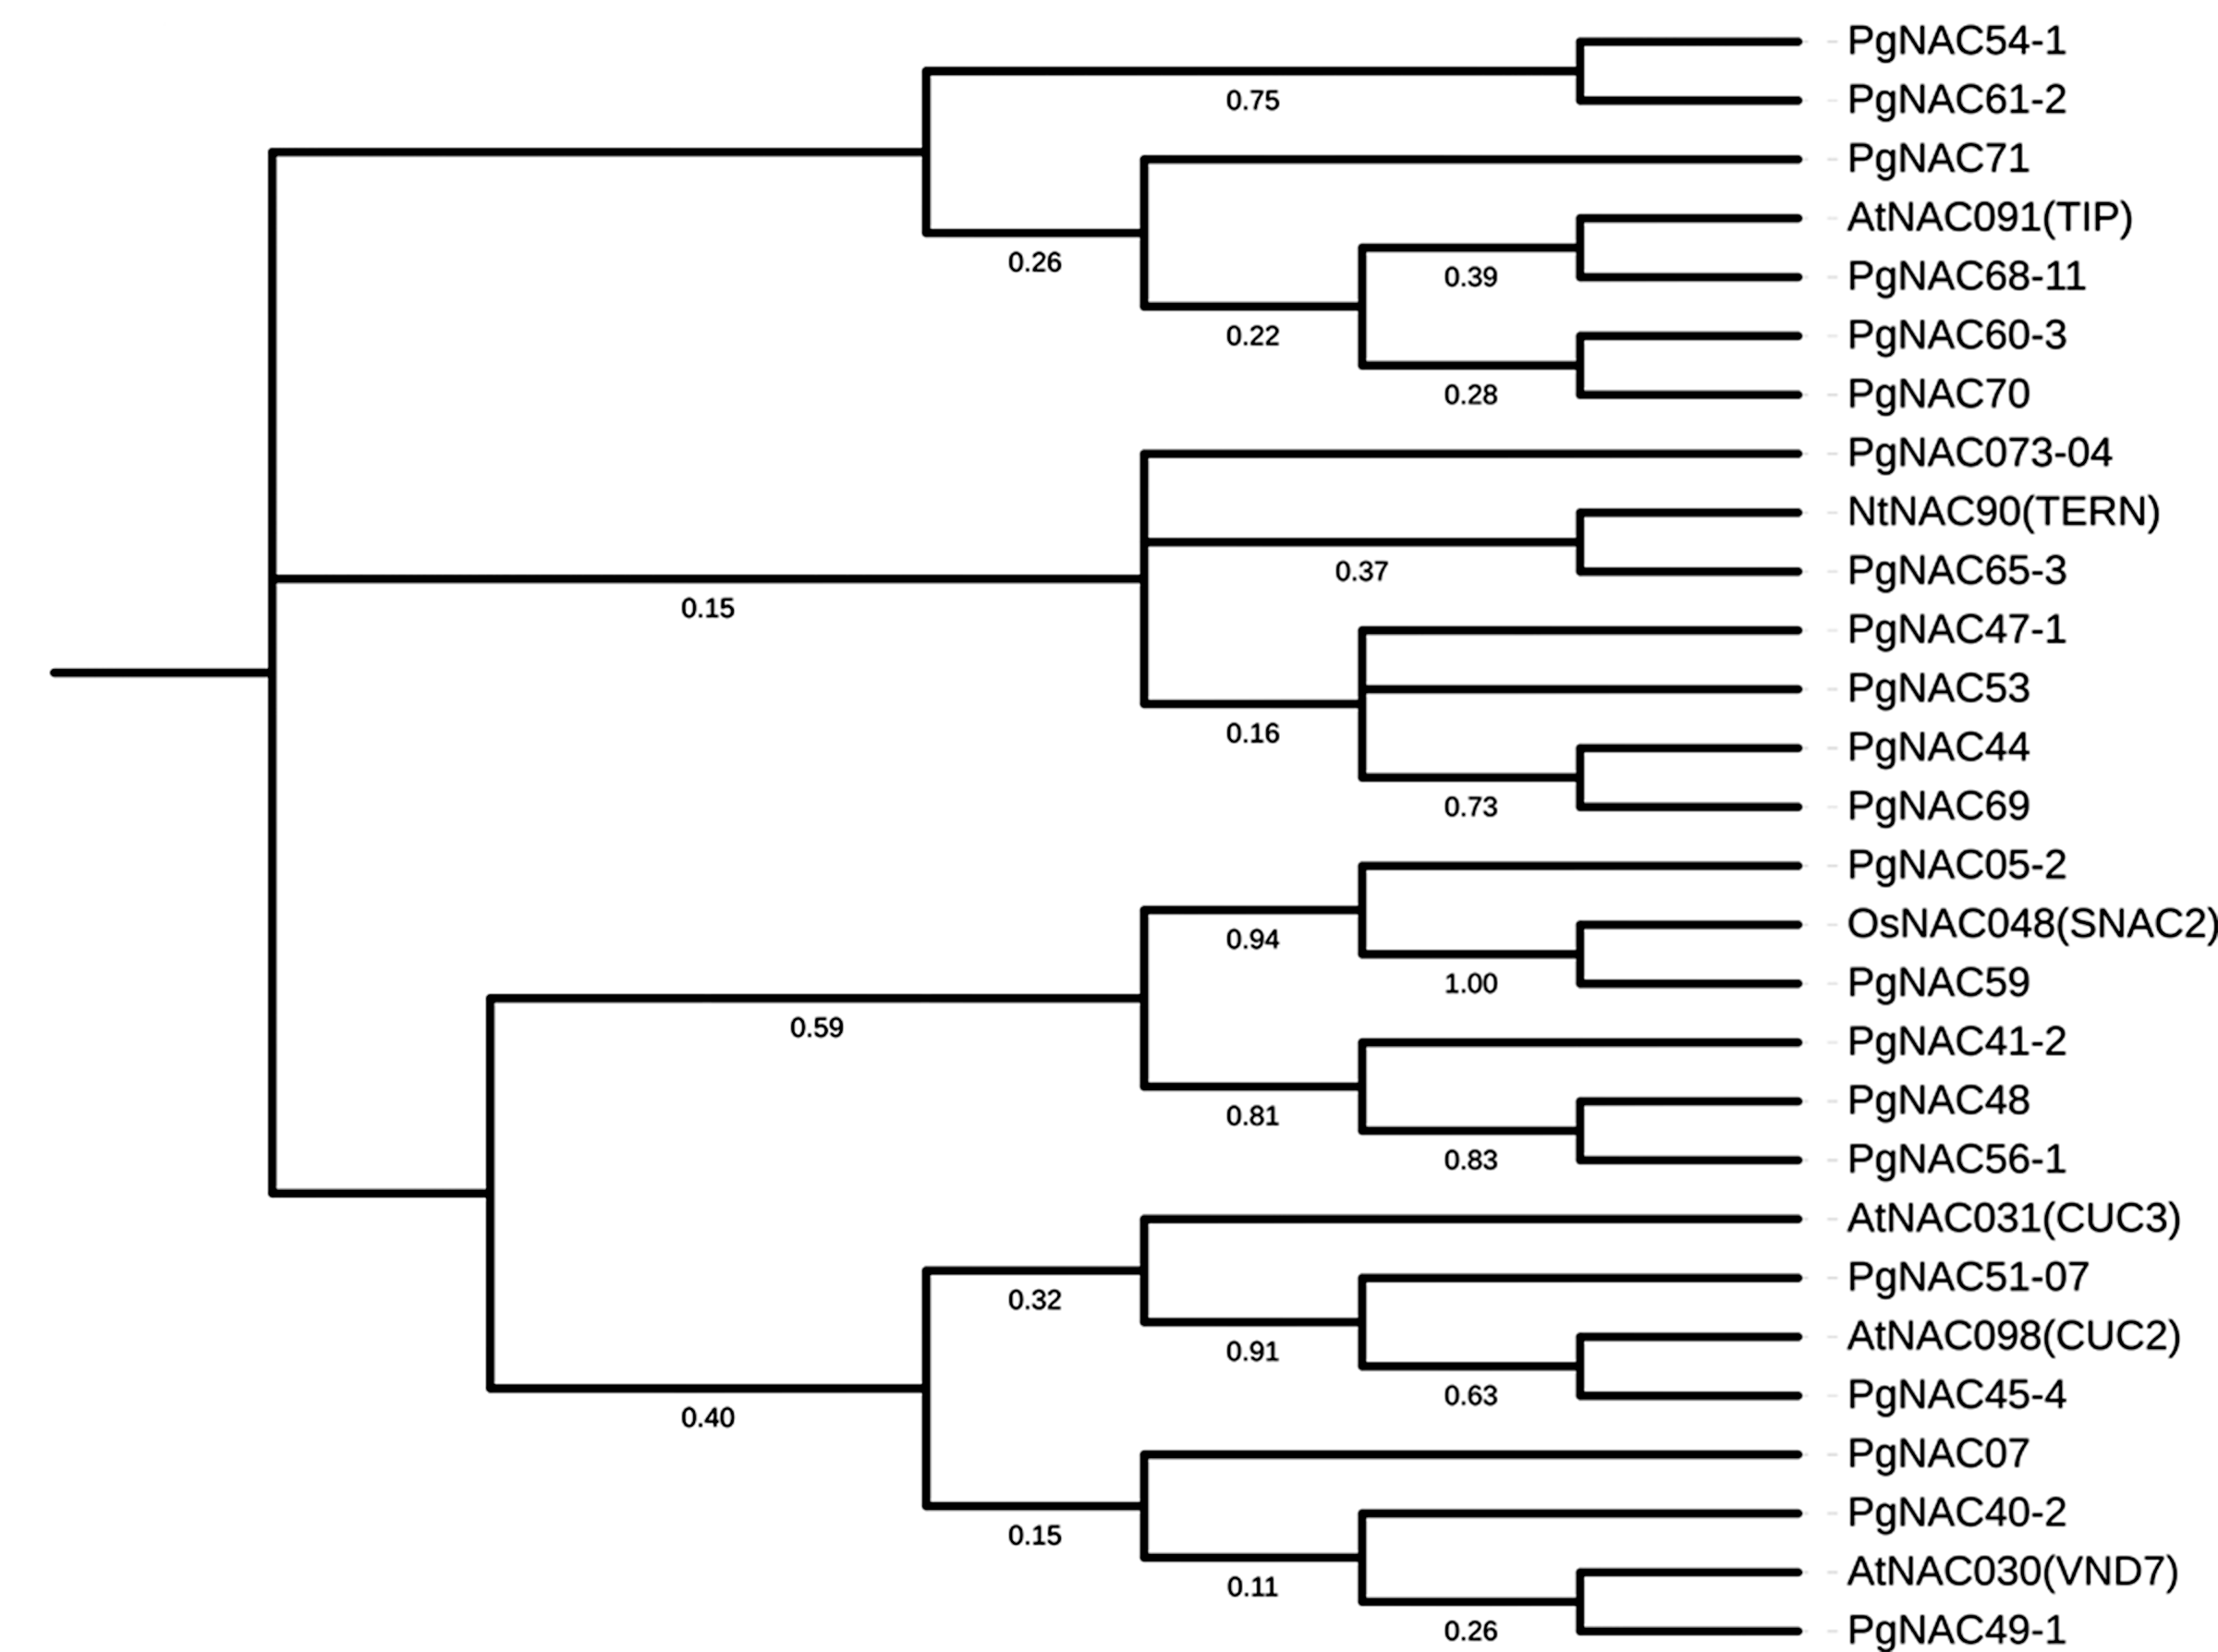 PgNAC54-1
0.75
PgNAC61-2
PgNAC71
AtNAC091(TIP)
0.26
0.39
PgNAC68-11
0.22
PgNAC60-3
0.28
PgNAC70
PgNAC073-04
NtNAC90(TERN)
0.37
PgNAC65-3
0.15
PgNAC47-1
PgNAC53
0.16
PgNAC44
0.73
PgNAC69
PgNAC05-2
0.94
OsNAC048(SNAC2)
1.00
PgNAC59
0.59
PgNAC41-2
0.81
PgNAC48
0.83
PgNAC56-1
AtNAC031(CUC3)
0.32
PgNAC51-07
0.91
AtNAC098(CUC2)
0.63
PgNAC45-4
0.40
PgNAC07
0.15
PgNAC40-2
0.11
AtNAC030(VND7)
0.26
PgNAC49-1